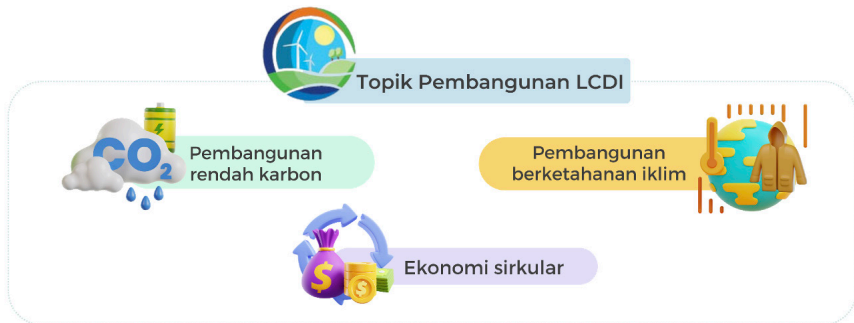 Topik Pembangunan LCDI
CO₂
Pembangunan
rendah karbon
Pembangunan
berketahanan iklim
$
$
Ekonomi sirkular